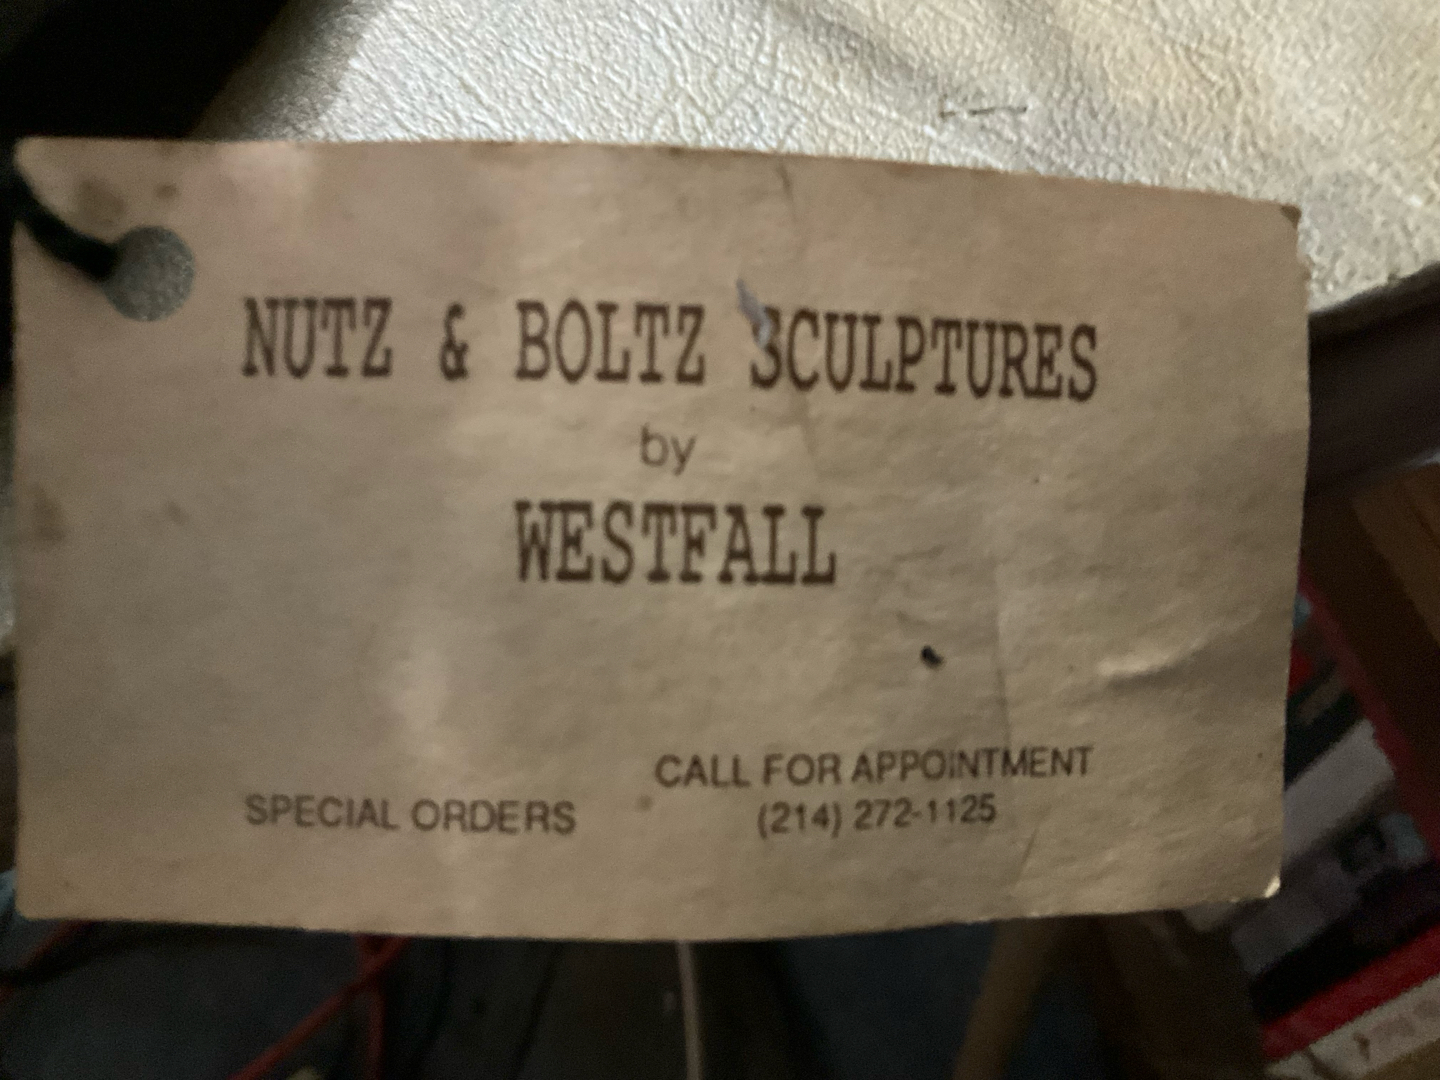 NUTZ & BOLTZ SCULPTURES
by
WESTFALL
SPECIAL ORDERS
CALL FOR APPOINTMENT
(214) 272-1125